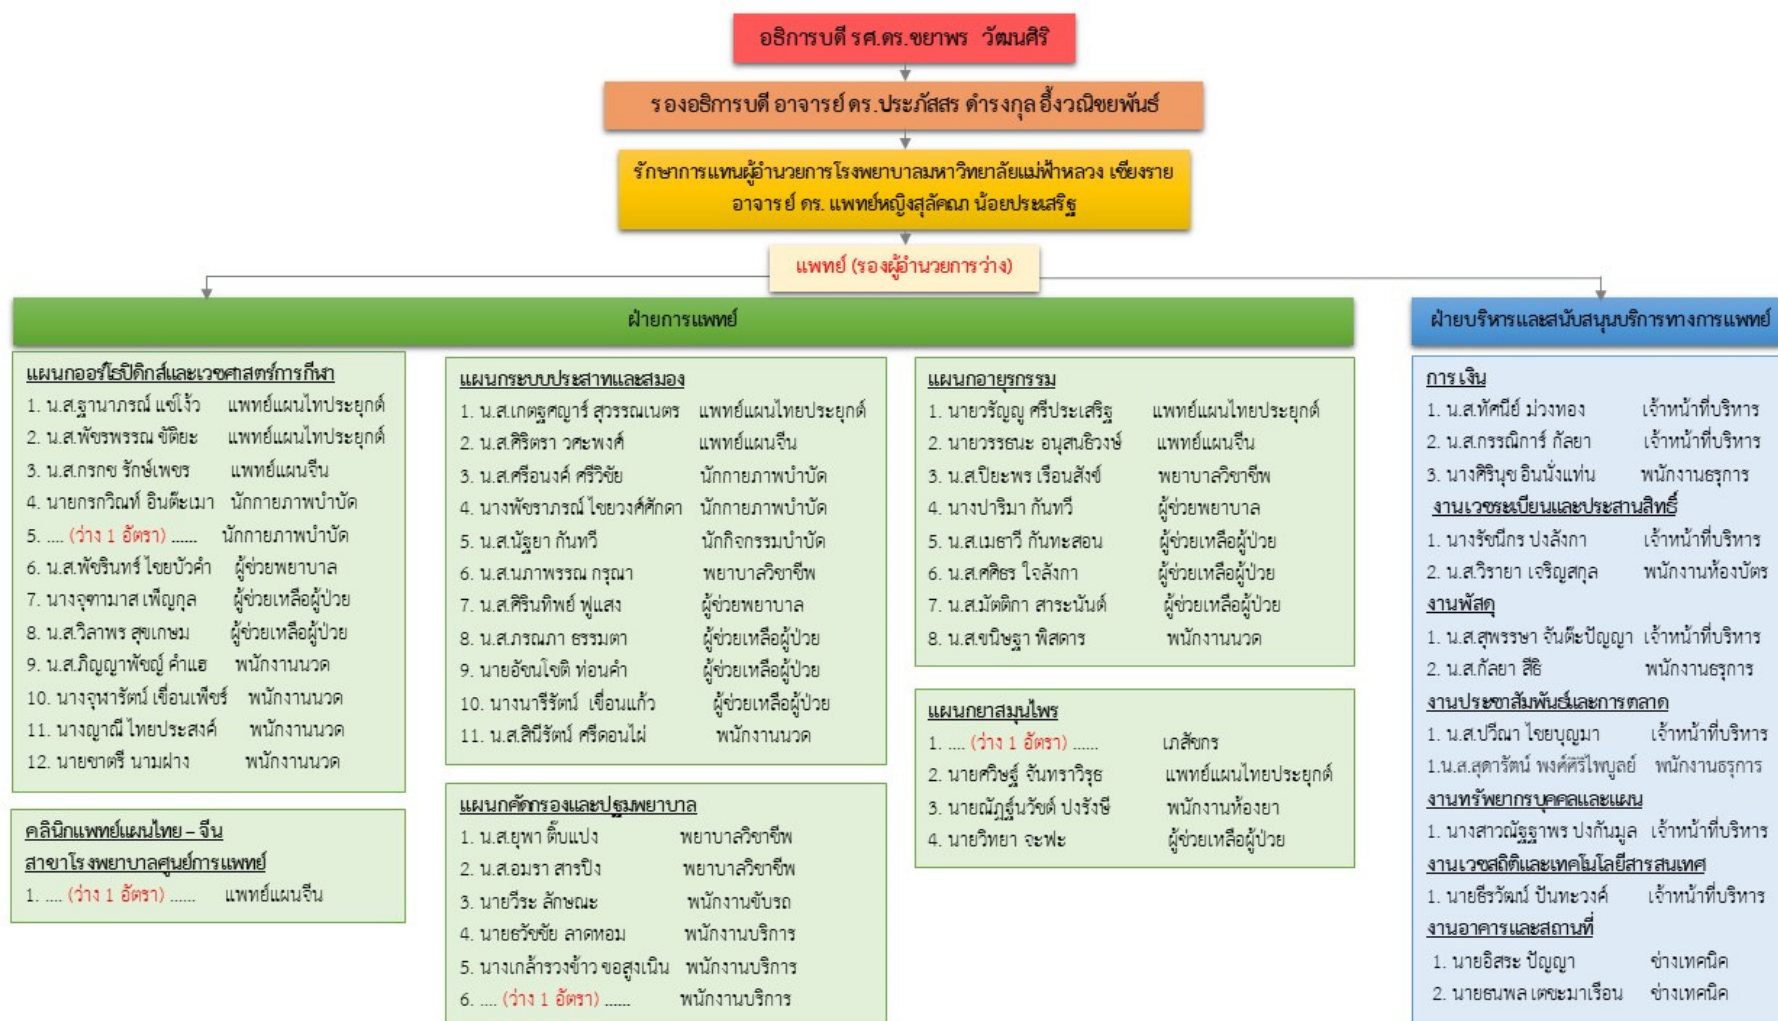 อธิการบดี รศ.ดร.ชยาพร วัฒนศิริ
รองอธิการบดี อาจารย์ ดร.ประภัสสร ดำรงกุล อึ้งวณิชยพันธ์
รักษาการแทนผู้อำนวยการโรงพยาบาลมหาวิทยาลัยแม่ฟ้าหลวง เชียงราย
อาจารย์ ดร. แพทย์หญิงสุลัคณา น้อยประเสริฐ
แพทย์ (รองผู้อำนวยการว่าง)
ฝ่ายการแพทย์
แผนกออร์โธปิดิกส์และเวชศาสตร์การกีฬา
1. น.ส.ฐานาภรณ์ แซ่โง้ว แพทย์แผนไทประยุกต์
2. น.ส.พัชรพรรณ ขัติยะ แพทย์แผนไทประยุกต์
3. น.ส.กรกช รักษ์เพชร แพทย์แผนจีน
4. นายกรกวิณท์ อินต๊ะเมา นักกายภาพบำบัด
5. .... (ว่าง 1 อัตรา) ...... นักกายภาพบำบัด
6. น.ส.พัชรินทร์ ไชยบัวคำ ผู้ช่วยพยาบาล
7. นางจุฑามาส เพ็ญกุล ผู้ช่วยเหลือผู้ป่วย
8. น.ส.วิลาพร สุขเกษม ผู้ช่วยเหลือผู้ป่วย
9. น.ส.ภิญญาพัชญ์ คำแฮ พนักงานนวด
10. นางจุฬารัตน์ เขื่อนเพ็ชร์ พนักงานนวด
11. นางญาณี ไทยประสงค์ พนักงานนวด
12. นายชาตรี นามฝาง พนักงานนวด
คลินิกแพทย์แผนไทย – จีน
สาขาโรงพยาบาลศูนย์การแพทย์
1. .... (ว่าง 1 อัตรา) ...... แพทย์แผนจีน
แผนกระบบประสาทและสมอง
1. น.ส.เกตฐศญาร์ สุวรรณเนตร แพทย์แผนไทยประยุกต์
2. น.ส.ศิริตรา วศะพงศ์ แพทย์แผนจีน
3. น.ส.ศรีอนงค์ ศรีวิชัย นักกายภาพบำบัด
4. นางพัชราภรณ์ ไชยวงศ์ศักดา นักกายภาพบำบัด
5. น.ส.นัฐยา กันทวี นักกิจกรรมบำบัด
6. น.ส.นภาพรรณ กรุณา พยาบาลวิชาชีพ
7. น.ส.ศิรินทิพย์ ฟูแสง ผู้ช่วยพยาบาล
8. น.ส.ภรณภา ธรรมตา ผู้ช่วยเหลือผู้ป่วย
9. นายอัชนโชติ ท่อนคำ ผู้ช่วยเหลือผู้ป่วย
10. นางนารีรัตน์ เขื่อนแก้ว ผู้ช่วยเหลือผู้ป่วย
11. น.ส.สินีรัตน์ ศรีดอนไผ่ พนักงานนวด
แผนกคัดกรองและปฐมพยาบาล
1. น.ส.ยุพา ติ๊บแปง พยาบาลวิชาชีพ
2. น.ส.อมรา สารปิง พยาบาลวิชาชีพ
3. นายวีระ ลักษณะ พนักงานขับรถ
4. นายธวัชชัย ลาดหอม พนักงานบริการ
5. นางเกล้ารวงข้าว ขอสูงเนิน พนักงานบริการ
6. .... (ว่าง 1 อัตรา) ...... พนักงานบริการ
แผนกอายุรกรรม
1. นายวรัญญู ศรีประเสริฐ แพทย์แผนไทยประยุกต์
2. นายวรรธนะ อนุสนธิวงษ์ แพทย์แผนจีน
3. น.ส.ปิยะพร เรือนสังข์ พยาบาลวิชาชีพ
4. นางปาริมา กันทวี ผู้ช่วยพยาบาล
5. น.ส.เมธาวี กันทะสอน ผู้ช่วยเหลือผู้ป่วย
6. น.ส.ศศิธร ใจลังกา ผู้ช่วยเหลือผู้ป่วย
7. น.ส.มัตติกา สาระนันต์ ผู้ช่วยเหลือผู้ป่วย
8. น.ส.ขนิษฐา พิสดาร พนักงานนวด
แผนกยาสมุนไพร
1. .... (ว่าง 1 อัตรา) ...... เภสัชกร
2. นายศวิษฐ์ จันทราวิรุธ แพทย์แผนไทยประยุกต์
3. นายณัฏฐ์นวัชต์ ปงรังษี พนักงานห้องยา
4. นายวิทยา จะฟะ ผู้ช่วยเหลือผู้ป่วย
ฝ่ายบริหารและสนับสนุนบริการทางการแพทย์
การเงิน
1. น.ส.ทัศนีย์ ม่วงทอง เจ้าหน้าที่บริหาร
2. น.ส.กรรณิการ์ กัลยา เจ้าหน้าที่บริหาร
3. นางศิรินุช อินนั่งแท่น พนักงานธุรการ
งานเวชระเบียนและประสานสิทธิ์
1. นางรัชนีกร ปงลังกา เจ้าหน้าที่บริหาร
2. น.ส.วิรายา เจริญสกุล พนักงานห้องบัตร
งานพัสดุ
1. น.ส.สุพรรษา จันต๊ะปัญญา เจ้าหน้าที่บริหาร
2. น.ส.กัลยา สีธิ พนักงานธุรการ
งานประชาสัมพันธ์และการตลาด
1. น.ส.ปวีณา ไชยบุญมา เจ้าหน้าที่บริหาร
1.น.ส.สุดารัตน์ พงศ์ศิริไพบูลย์ พนักงานธุรการ
งานทรัพยากรบุคคลและแผน
1. นางสาวณัฐฐาพร ปงกันมูล เจ้าหน้าที่บริหาร
งานเวชสถิติและเทคโนโลยีสารสนเทศ
1. นายธีรวัฒน์ ปันทะวงค์ เจ้าหน้าที่บริหาร
งานอาคารและสถานที่
1. นายอิสระ ปัญญา ช่างเทคนิค
2. นายธนพล เตชะมาเรือน ช่างเทคนิค